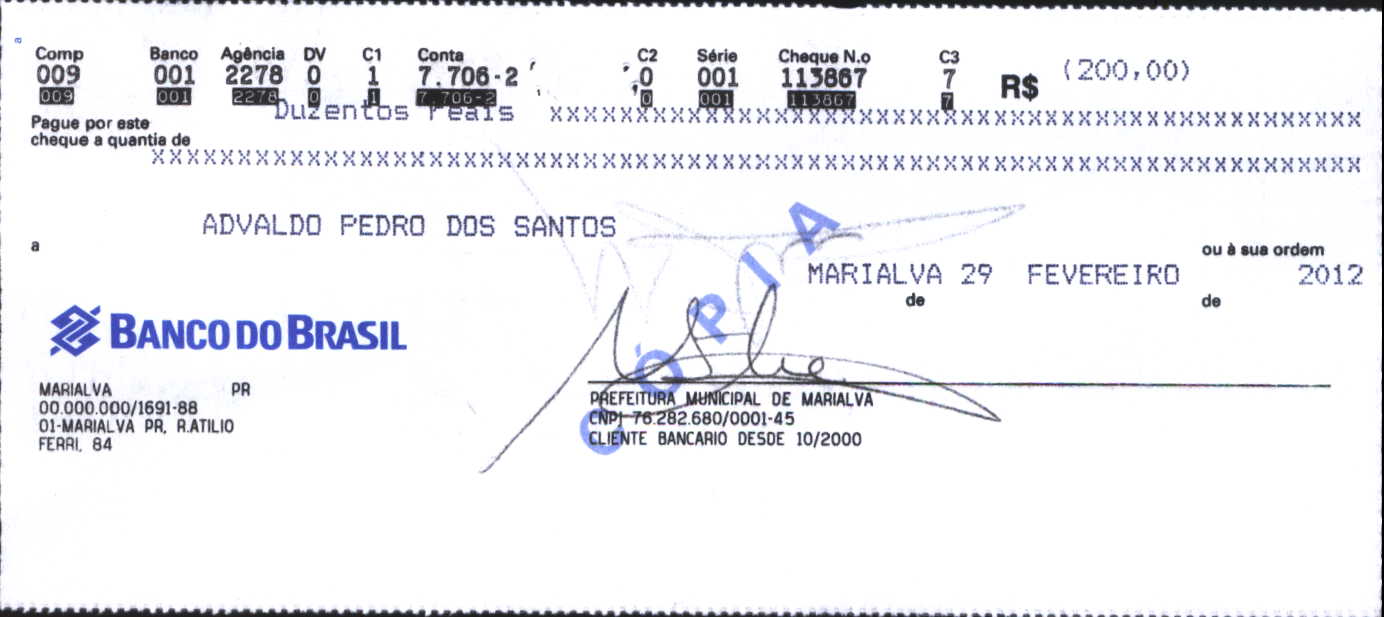 Comp Banco Agência DV C1 Conta C2 Série Cheque N.o C3
009 001 2278 0 1 7.706-2 0 001 113867 7 R$ (200,00)
009 001 2278 0 1 7.706-2 0 001 113867 7
Duzentos reais XXXXXXXXXXXXXXXXXXXXXXXXXXXXXXXXXXXXXXXXXXXXXXX
Pague por este
cheque a quantia de
XXXXXXXXXXXXXXXXXXXXXXXXXXXXXXXXXXXXXXXXXXXXXXXXXXXXXXXXXXXXXXXXXXXXX
ADVALDO PEDRO DOS SANTOS
a ou à sua ordem
MARIALVA 29 FEVEREIRO 2012
de de
CÓPIA
BANCO DO BRASIL
MARIALVA PR
00.000.000/1691-88
01-MARIALVA PR, R.ATILIO
FERRI, 84
PREFEITURA MUNICIPAL DE MARIALVA
CNPJ 76.282.680/0001-45
CLIENTE BANCARIO DESDE 10/2000